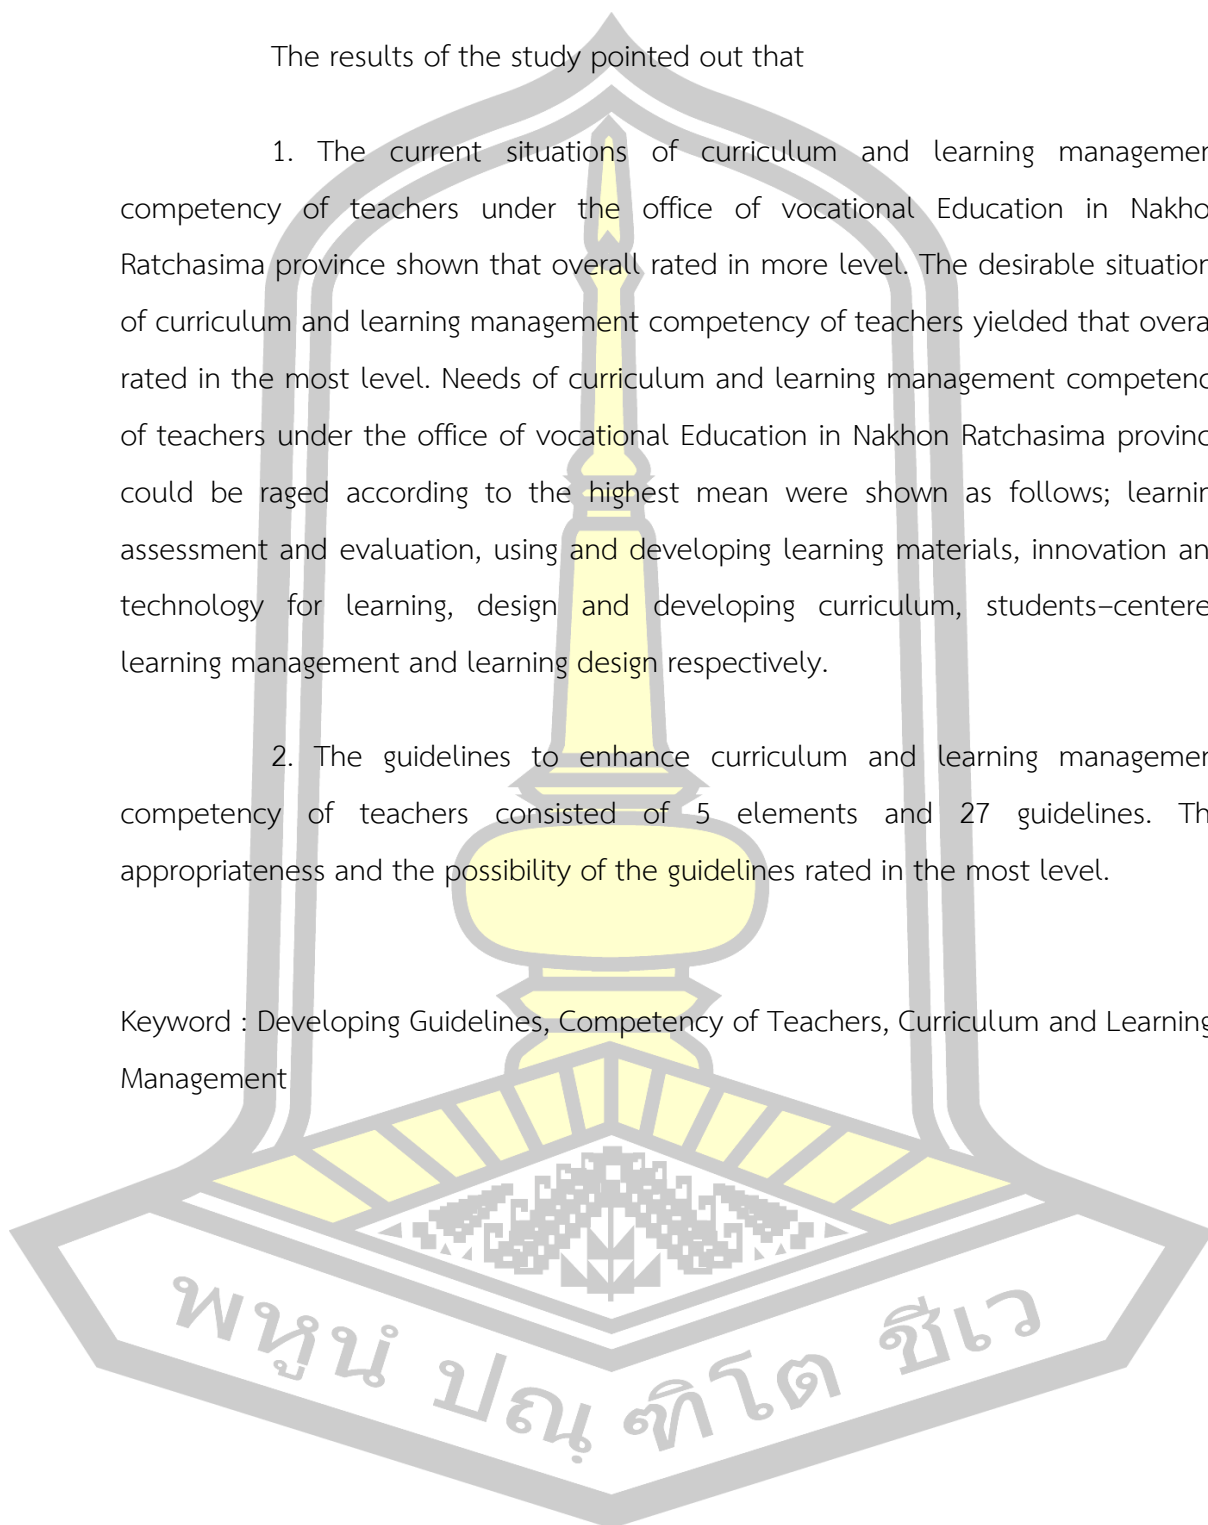 The results of the study pointed out that
1. The current situations of curriculum and learning managemen
competency of teachers under the office of vocational Education in Nakho
Ratchasima province shown that overall rated in more level. The desirable situation
of curriculum and learning management competency of teachers yielded that overa
rated in the most level. Needs of curriculum and learning management competenc
of teachers under the office of vocational Education in Nakhon Ratchasima provinc
could be raged according to the highest mean were shown as follows; learnin
assessment and evaluation, using and developing learning materials, innovation an
technology for learning, design and developing curriculum, students–centere
learning management and learning design respectively.
2. The guidelines to enhance curriculum and learning managemen
competency of teachers consisted of 5 elements and 27 guidelines. Th
appropriateness and the possibility of the guidelines rated in the most level.
Keyword : Developing Guidelines, Competency of Teachers, Curriculum and Learning
Management
พหูนํ ปณฺฑิโต ชีเว